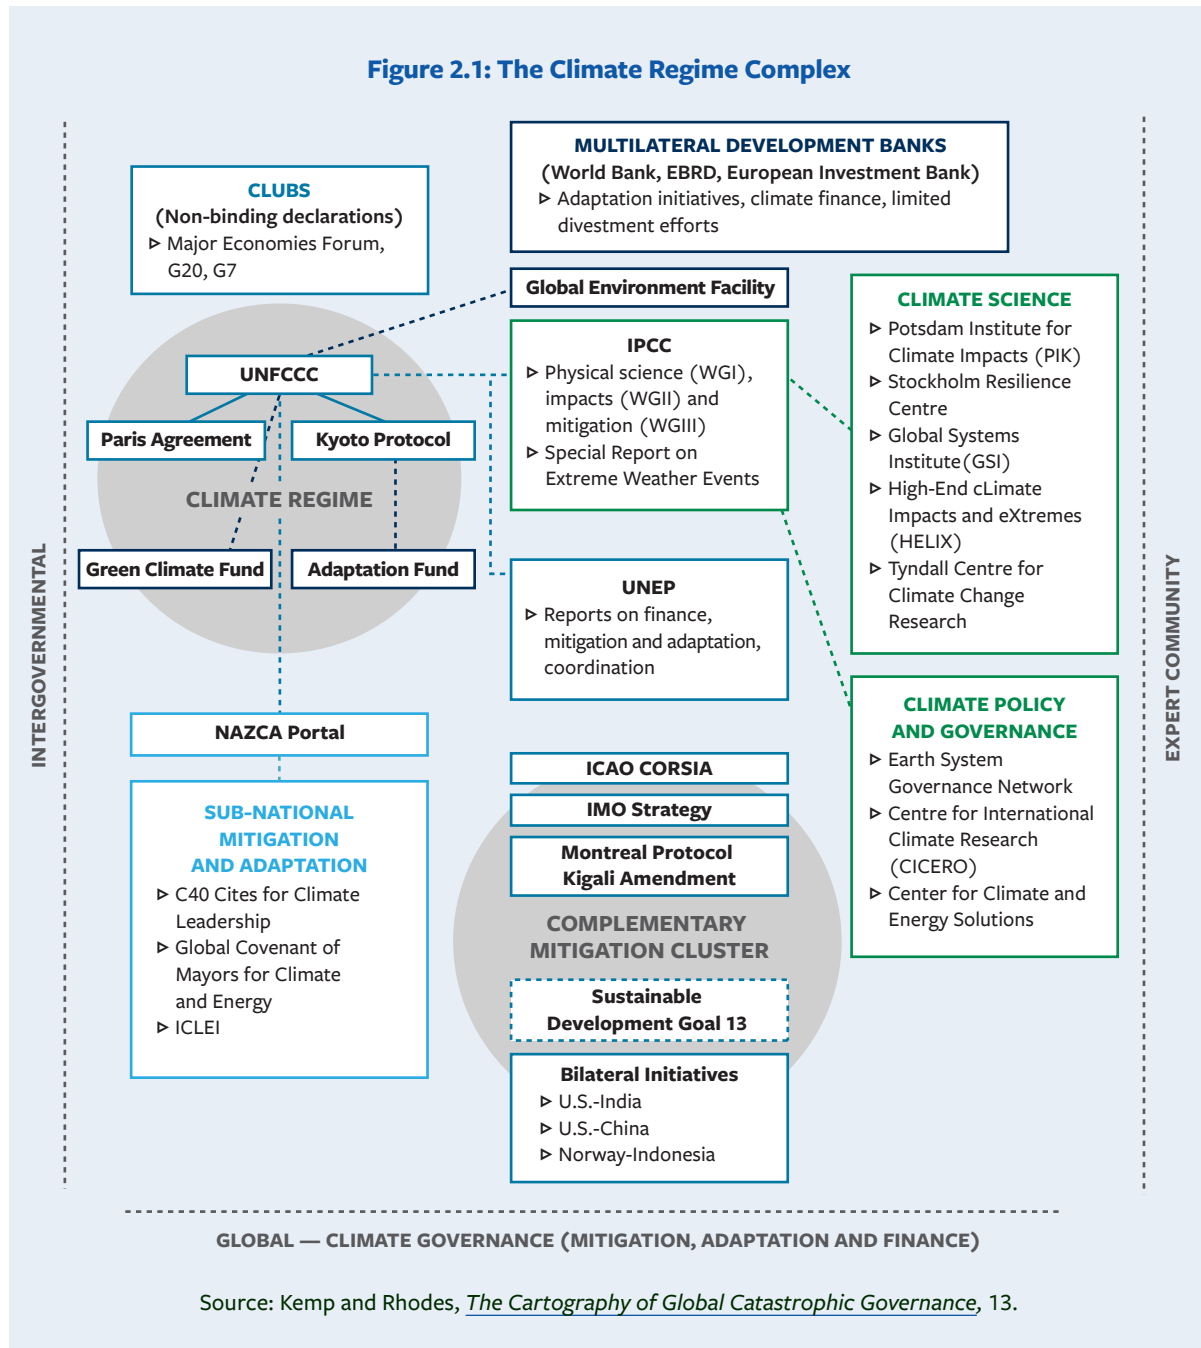 Figure 2.1: The Climate Regime Complex
MULTILATERAL DEVELOPMENT BANKS
(World Bank, EBRD, European Investment Bank)
▷ Adaptation initiatives, climate finance, limited
divestment efforts
CLUBS
(Non-binding declarations)
▷ Major Economies Forum,
G20, G7
Global Environment Facility
UNFCCC
Paris Agreement
Kyoto Protocol
CLIMATE REGIME
Green Climate Fund
Adaptation Fund
IPCC
▷ Physical science (WGI),
impacts (WGII) and
mitigation (WGIII)
▷ Special Report on
Extreme Weather Events
CLIMATE SCIENCE
▷ Potsdam Institute for
Climate Impacts (PIK)
▷ Stockholm Resilience
Centre
▷ Global Systems
Institute(GSI)
▷ High-End cLimate
Impacts and eXtremes
(HELIX)
▷ Tyndall Centre for
Climate Change
Research
UNEP
▷ Reports on finance,
mitigation and adaptation,
coordination
INTERGOVERNMENTAL
EXPERT COMMUNITY
NAZCA Portal
SUB-NATIONAL
MITIGATION
AND ADAPTATION
▷ C40 Cites for Climate
Leadership
▷ Global Covenant of
Mayors for Climate
and Energy
▷ ICLEI
ICAO CORSIA
IMO Strategy
Montreal Protocol
Kigali Amendment
COMPLEMENTARY
MITIGATION CLUSTER
Sustainable
Development Goal 13
Bilateral Initiatives
▷ U.S.-India
▷ U.S.-China
▷ Norway-Indonesia
CLIMATE POLICY
AND GOVERNANCE
▷ Earth System
Governance Network
▷ Centre for International
Climate Research
(CICERO)
▷ Center for Climate and
Energy Solutions
GLOBAL — CLIMATE GOVERNANCE (MITIGATION, ADAPTATION AND FINANCE)
Source: Kemp and Rhodes, The Cartography of Global Catastrophic Governance, 13.